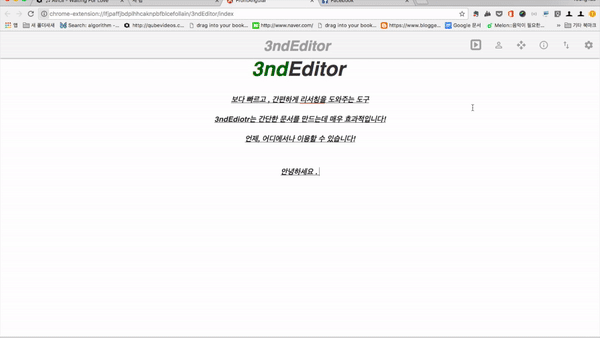 새 탭
Facebook
chrome-extension://lfjpaffjbdpihhcaknpbfblcefollain/3ndEditor/index
새 폴더
Search: algorithm
http://qubevideos.c...
drag into your book...
http://www.naver.com/
drag into your book...
https://www.blogge...
Google 문서
Melon::음악이 필요한...
기타 북마크
3ndEditor
3ndEditor
보다 빠르고 , 간편하게 리서칭을 도와주는 도구
3ndEdiotr는 간단한 문서를 만드는데 매우 효과적입니다!
언제, 어디에서나 이용할 수 있습니다!
안녕하세요 .